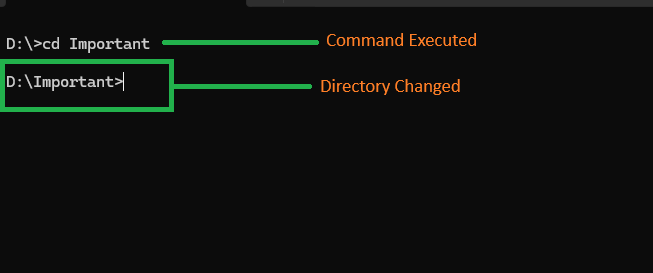 D:\>cd Important
Command Executed
D:\Important>
Directory Changed